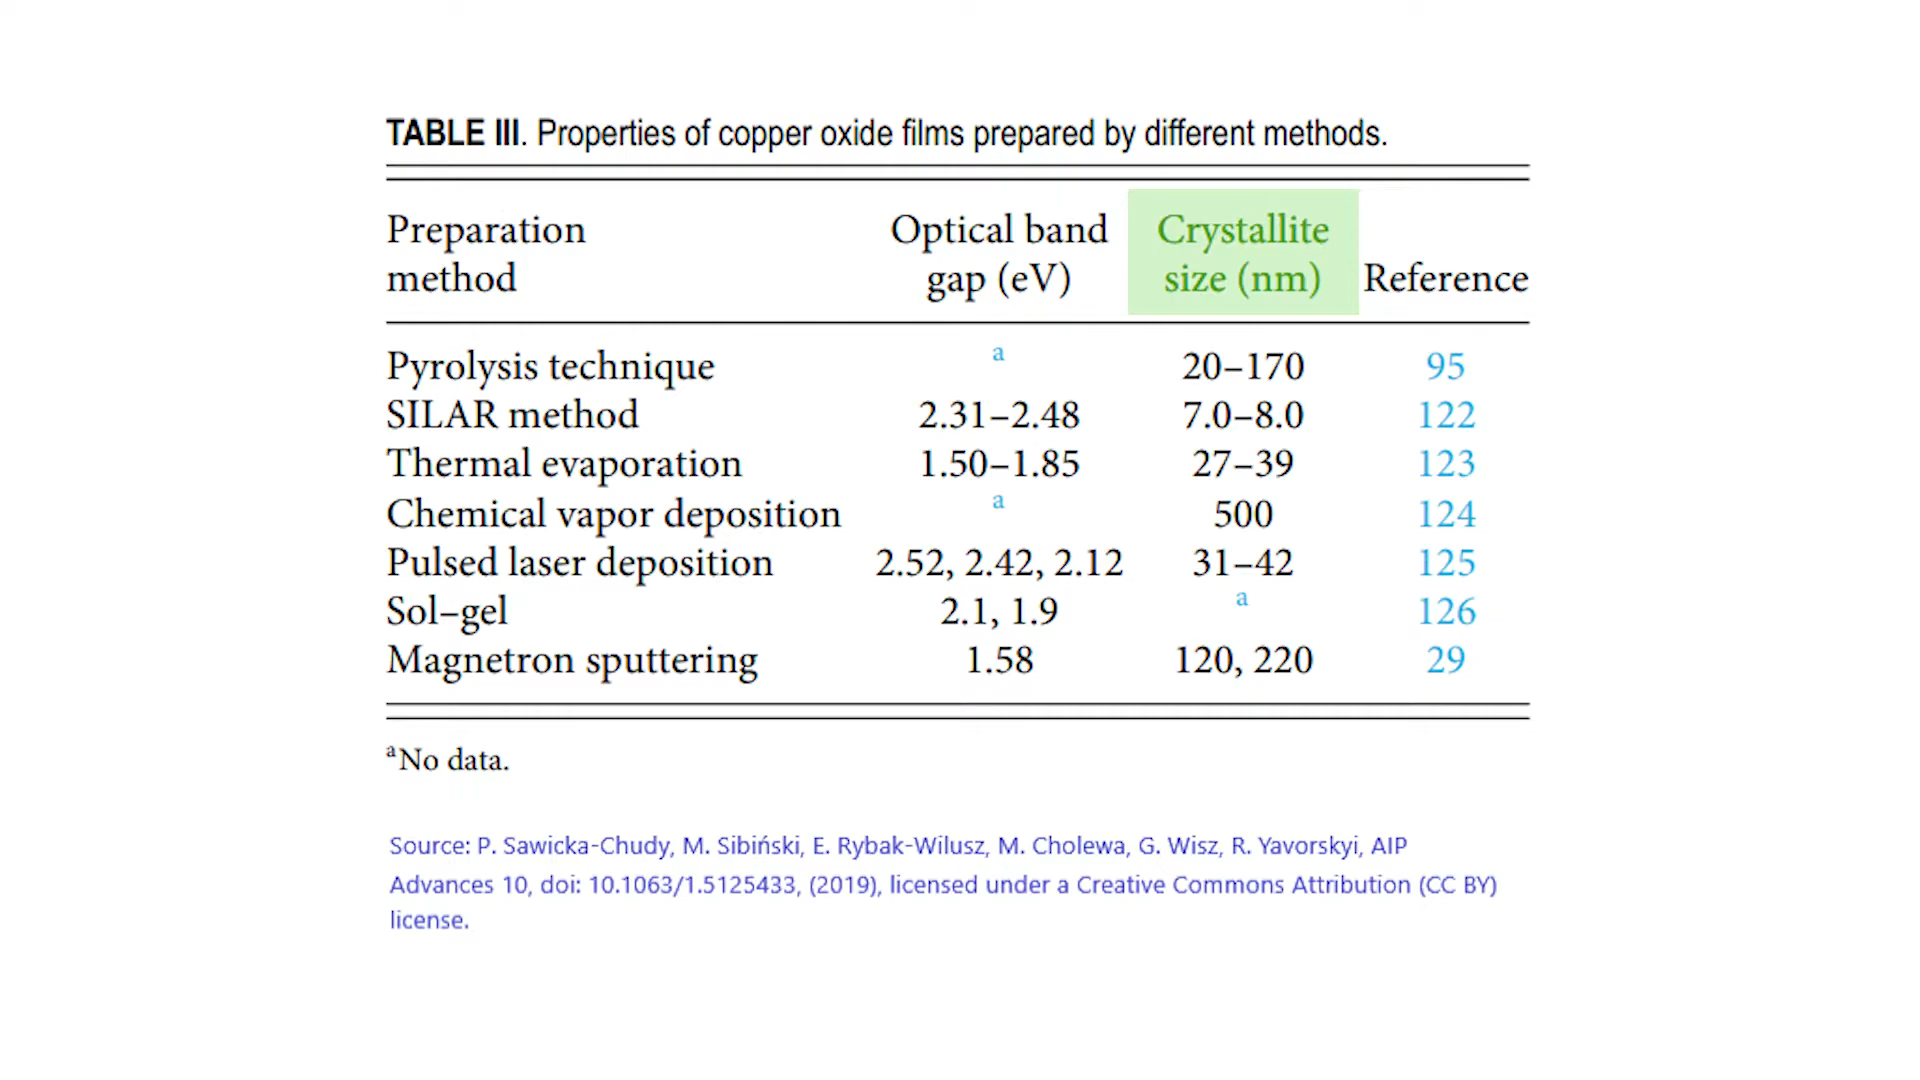 TABLE III. Properties of copper oxide films prepared by different methods.
Preparation method Optical band gap (eV) Crystallite size (nm) Reference
Pyrolysis technique a 20–170 95
SILAR method 2.31–2.48 7.0–8.0 122
Thermal evaporation 1.50–1.85 27–39 123
Chemical vapor deposition a 500 124
Pulsed laser deposition 2.52, 2.42, 2.12 31–42 125
Sol–gel 2.1, 1.9 a 126
Magnetron sputtering 1.58 120, 220 29
aNo data.
Source: P. Sawicka-Chudy, M. Sibiński, E. Rybak-Wilusz, M. Cholewa, G. Wisz, R. Yavorskyi, AIP
Advances 10, doi: 10.1063/1.5125433, (2019), licensed under a Creative Commons Attribution (CC BY)
license.